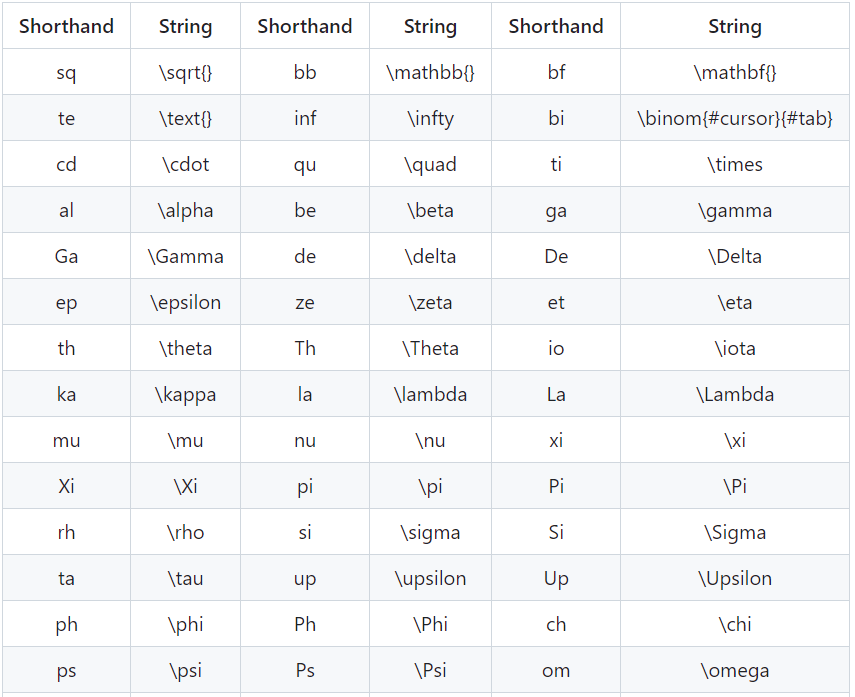 Shorthand String Shorthand String Shorthand String
sq \sqrt{} bb \mathbb{} bf \mathbf{}
te \text{} inf \infty bi \binom{#cursor}{#tab}
cd \cdot qu \quad ti \times
al \alpha be \beta ga \gamma
Ga \Gamma de \delta De \Delta
ep \epsilon ze \zeta et \eta
th \theta Th \Theta io \iota
ka \kappa la \lambda La \Lambda
mu \mu nu \nu xi \xi
Xi \Xi pi \pi Pi \Pi
rh \rho si \sigma Si \Sigma
ta \tau up \upsilon Up \Upsilon
ph \phi Ph \Phi ch \chi
ps \psi Ps \Psi om \omega